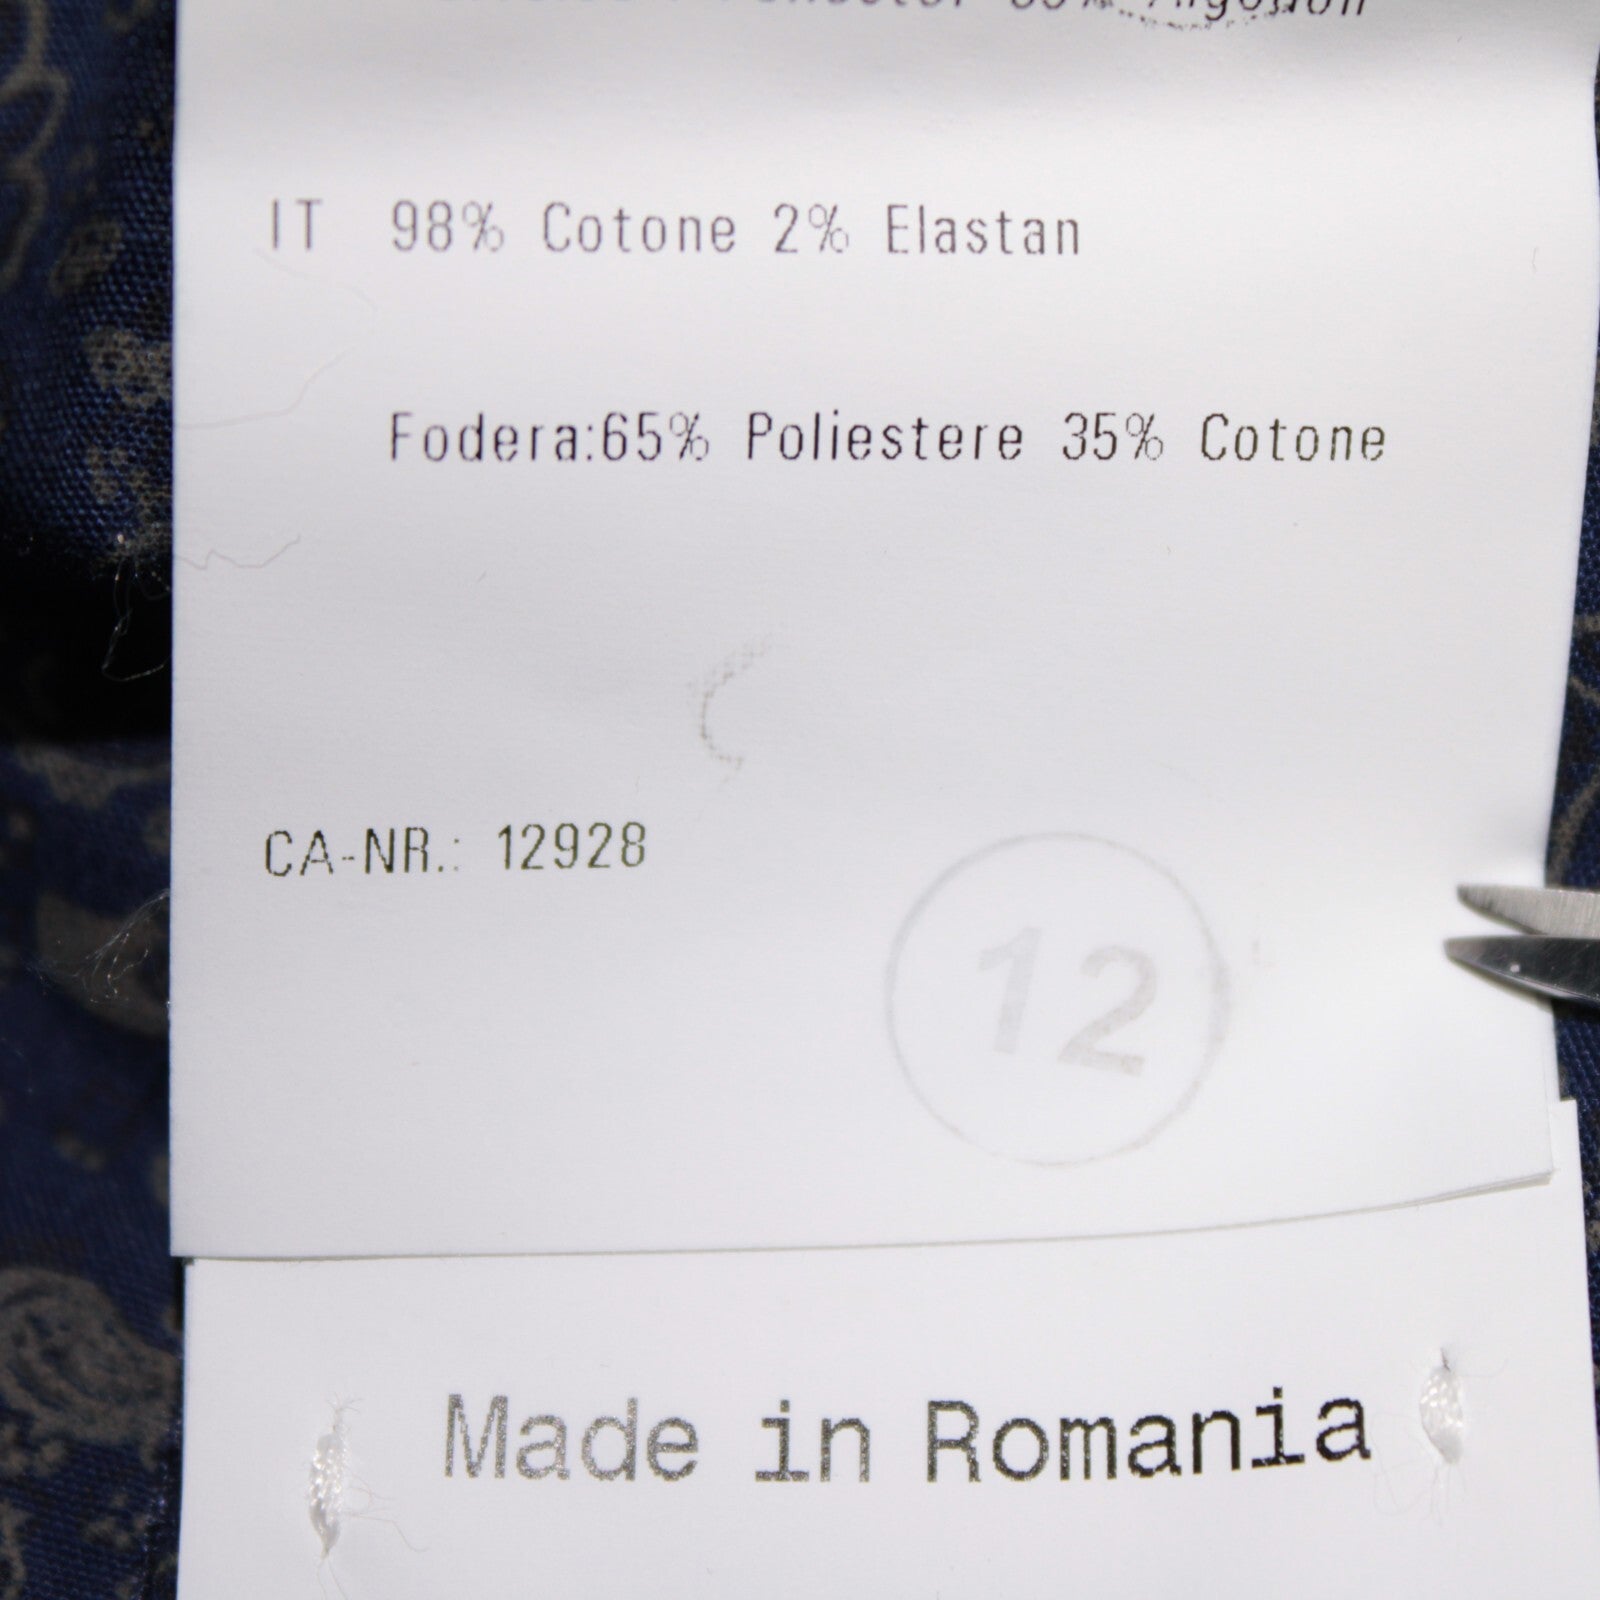 IT 98% Cotone 2% Elastan
Fodera:65% Poliestere 35% Cotone
CA-NR.: 12928
12
Made in Romania